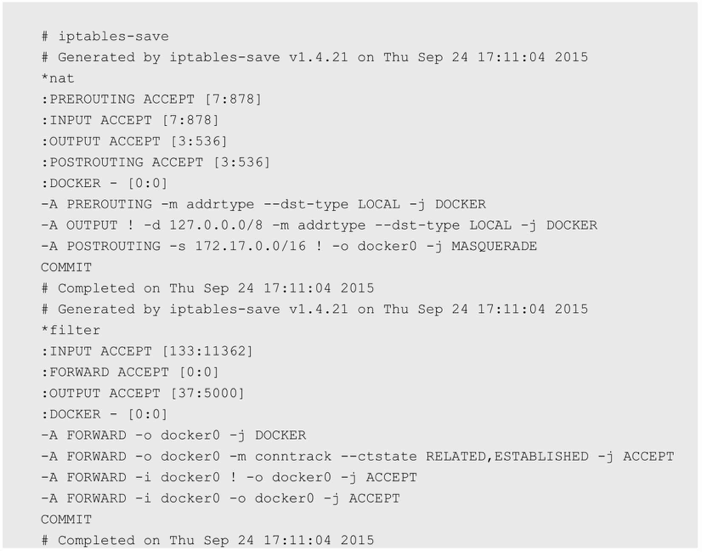 # iptables-save
# Generated by iptables-save v1.4.21 on Thu Sep 24 17:11:04 2015
*nat
:PREROUTING ACCEPT [7:878]
:INPUT ACCEPT [7:878]
:OUTPUT ACCEPT [3:536]
:POSTROUTING ACCEPT [3:536]
:DOCKER - [0:0]
-A PREROUTING -m addrtype --dst-type LOCAL -j DOCKER
-A OUTPUT ! -d 127.0.0.0/8 -m addrtype --dst-type LOCAL -j DOCKER
-A POSTROUTING -s 172.17.0.0/16 ! -o docker0 -j MASQUERADE
COMMIT
# Completed on Thu Sep 24 17:11:04 2015
# Generated by iptables-save v1.4.21 on Thu Sep 24 17:11:04 2015
*filter
:INPUT ACCEPT [133:11362]
:FORWARD ACCEPT [0:0]
:OUTPUT ACCEPT [37:5000]
:DOCKER - [0:0]
-A FORWARD -o docker0 -j DOCKER
-A FORWARD -o docker0 -m conntrack --ctstate RELATED,ESTABLISHED -j ACCEPT
-A FORWARD -i docker0 ! -o docker0 -j ACCEPT
-A FORWARD -i docker0 -o docker0 -j ACCEPT
COMMIT
# Completed on Thu Sep 24 17:11:04 2015